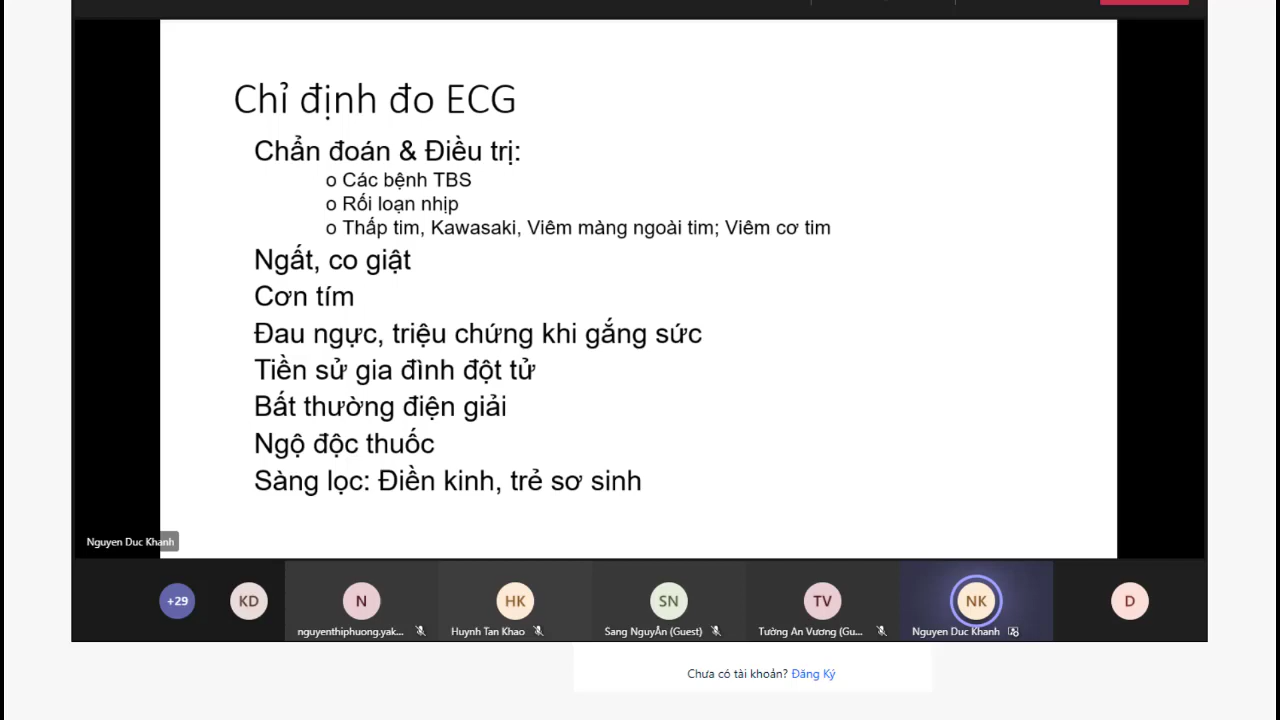 Chỉ định đo ECG
Chẩn đoán & Điều trị:
o Các bệnh TBS
o Rối loạn nhịp
o Thấp tim, Kawasaki, Viêm màng ngoài tim; Viêm cơ tim
Ngất, co giật
Cơn tím
Đau ngực, triệu chứng khi gắng sức
Tiền sử gia đình đột tử
Bất thường điện giải
Ngộ độc thuốc
Sàng lọc: Điền kinh, trẻ sơ sinh
Nguyen Duc Khanh
+29
KD
N
HK
SN
TV
NK
D
nguyenthiphuong.yak...
Huynh Tan Khao
Sang NguyÂn (Guest)
Tường An Vương (Gu...
Nguyen Duc Khanh
Chưa có tài khoản? Đăng Ký